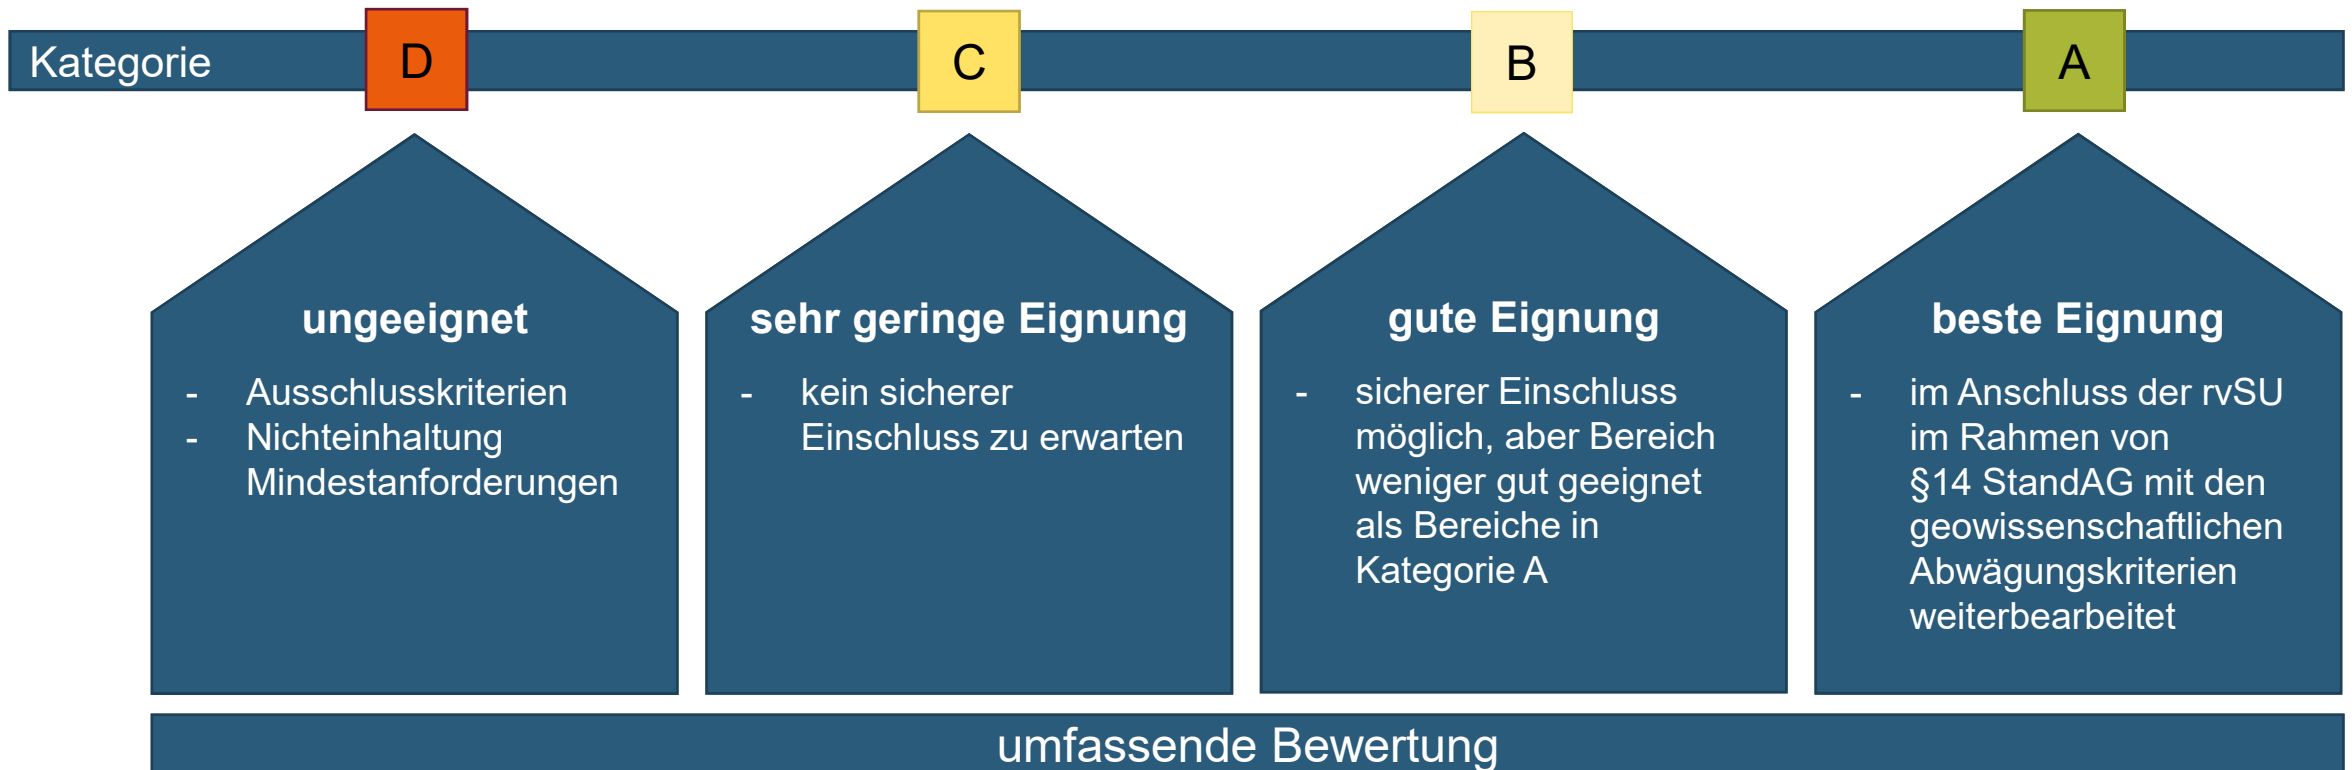 Kategorie
D
C
B
A
ungeeignet
- Ausschlusskriterien
- Nichteinhaltung
Mindestanforderungen
sehr geringe Eignung
- kein sicherer
Einschluss zu erwarten
gute Eignung
- sicherer Einschluss
möglich, aber Bereich
weniger gut geeignet
als Bereiche in
Kategorie A
beste Eignung
- im Anschluss der rvSU
im Rahmen von
§14 StandAG mit den
geowissenschaftlichen
Abwägungskriterien
weiterbearbeitet
umfassende Bewertung